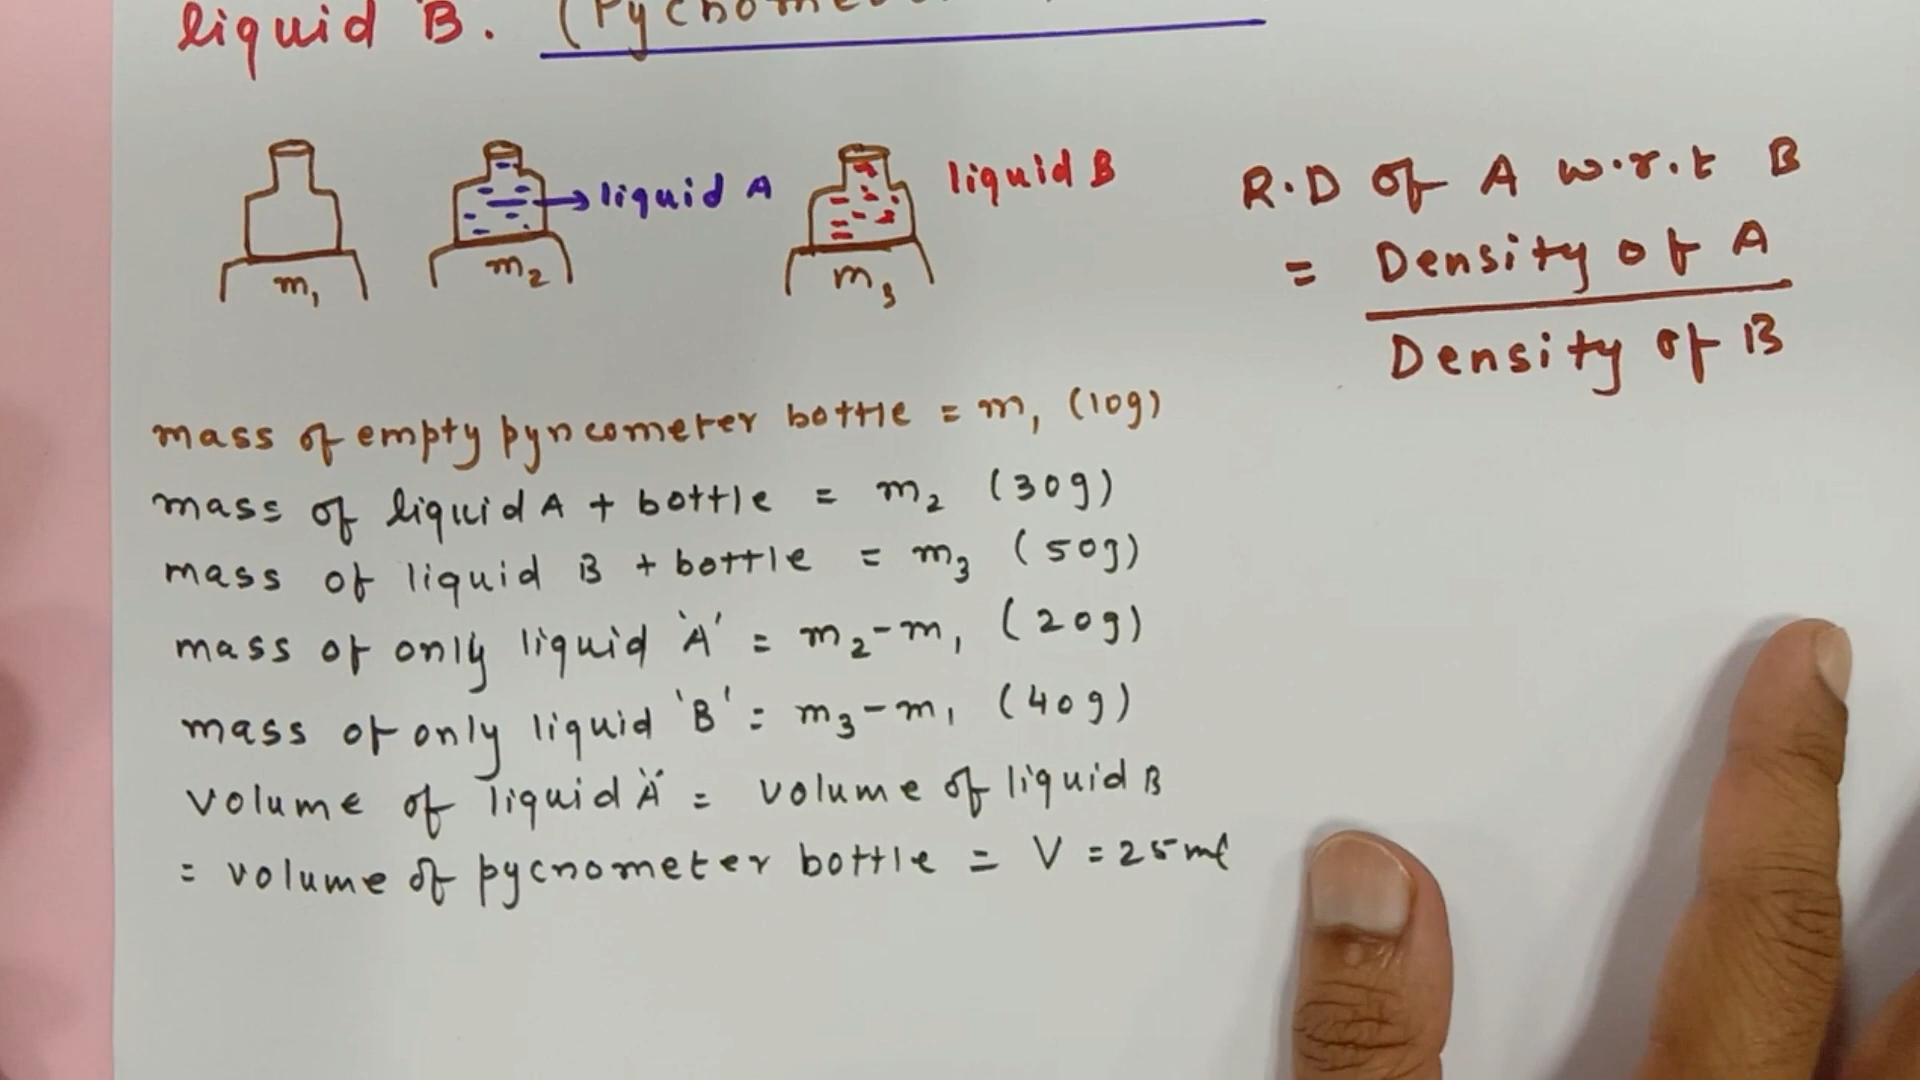 liquid B. (Pycnome
m₁
m₂
liquid A
m₃
liquid B
R.D of A w.r.t B
= Density of A
Density of B
mass of empty pyncometer bottle = m₁ (10g)
mass of liquid A + bottle = m₂ (30g)
mass of liquid B + bottle = m₃ (50g)
mass of only liquid 'A' = m₂-m₁ (20g)
mass of only liquid 'B' = m₃-m₁ (40g)
volume of liquid 'A' = volume of liquid B
= volume of pycnometer bottle = V = 25ml